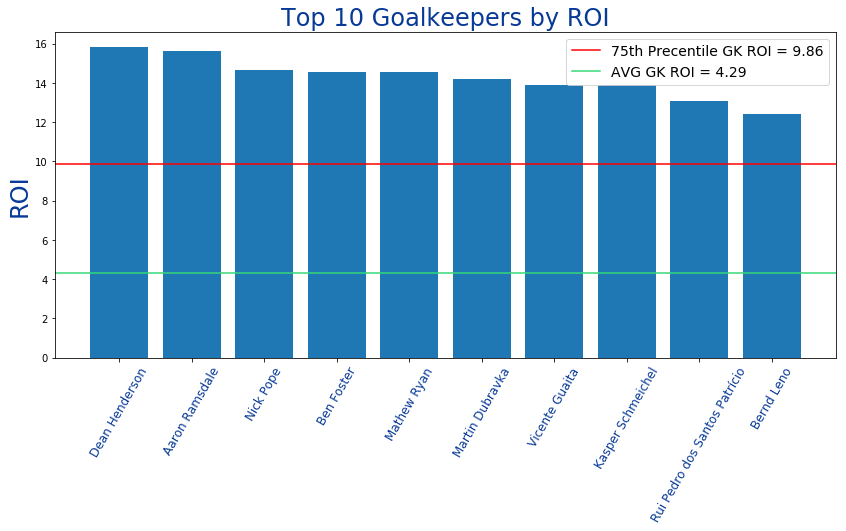 Top 10 Goalkeepers by ROI
75th Precentile GK ROI = 9.86
AVG GK ROI = 4.29
ROI
16
14
12
10
8
6
4
2
0
Dean Henderson
Aaron Ramsdale
Nick Pope
Ben Foster
Mathew Ryan
Martin Dubravka
Vicente Guaita
Kasper Schmeichel
Rui Pedro dos Santos Patrício
Bernd Leno